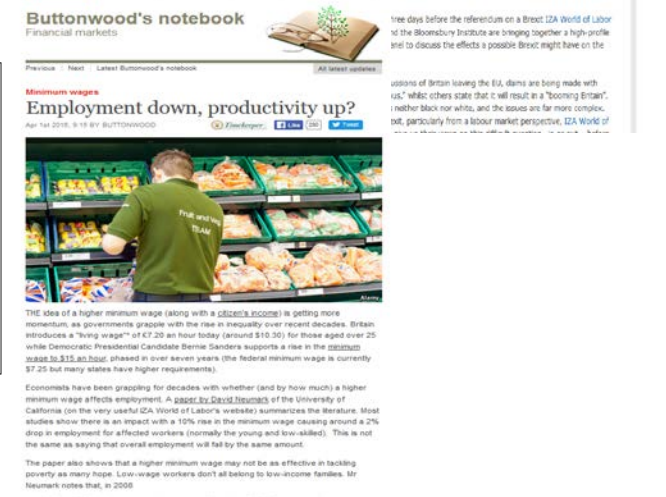 Buttonwood's notebook
Financial markets
Previous | Next | Latest Buttonwood's notebook
All latest updates
Minimum wages
Employment down, productivity up?
Apr 1st 2016, 9:15 BY BUTTONWOOD
Timekeeper
Like
Tweet
Fruit and Veg
TEAM
Alamy
THE idea of a higher minimum wage (along with a citizen's income) is getting more
momentum, as governments grapple with the rise in inequality over recent decades. Britain
introduces a "living wage"* of £7.20 an hour today (around $10.30) for those aged over 25
while Democratic Presidential Candidate Bernie Sanders supports a rise in the minimum
wage to $15 an hour, phased in over seven years (the federal minimum wage is currently
$7.25 but many states have higher requirements).
Economists have been grappling for decades with whether (and by how much) a higher
minimum wage affects employment. A paper by David Neumark of the University of
California (on the very useful IZA World of Labor's website) summarizes the literature. Most
studies show there is an impact with a 10% rise in the minimum wage causing around a 2%
drop in employment for affected workers (normally the young and low-skilled). This is not
the same as saying that overall employment will fall by the same amount.
The paper also shows that a higher minimum wage may not be as effective in tackling
poverty as many hope. Low-wage workers don't all belong to low-income families. Mr
Neumark notes that, in 2008
three days before the referendum on a Brexit IZA World of Labor
nd the Bloomsbury Institute are bringing together a high-profile
anel to discuss the effects a possible Brexit might have on the
ussions of Britain leaving the EU, claims are being made with
us," whilst others state that it will result in a "booming Britain".
neither black nor white, and the issues are far more complex.
exit, particularly from a labour market perspective, IZA World of